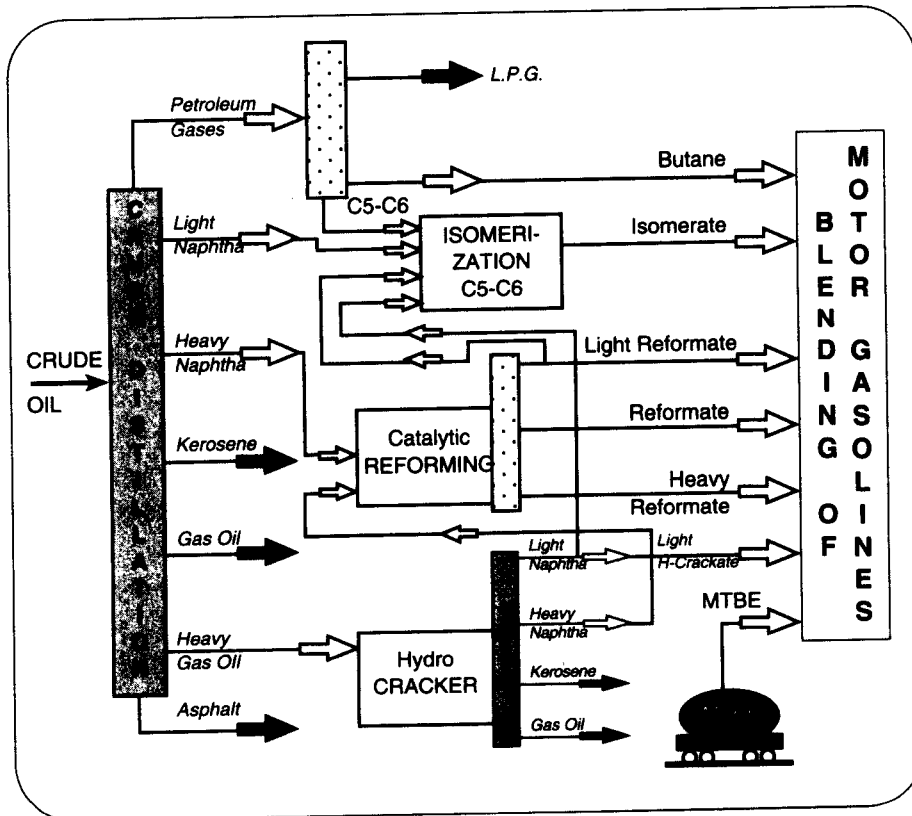 L.P.G.
Petroleum
Gases
Butane
C5-C6
Light
Naphtha
ISOMERI-
ZATION
C5-C6
Isomerate
Heavy
Naphtha
Light Reformate
CRUDE
OIL
DISTILLATION
Catalytic
REFORMING
Reformate
Kerosene
Heavy
Reformate
Gas Oil
Light
Naphtha
Light
H-Crackate
MTBE
Heavy
Gas Oil
Hydro
CRACKER
Heavy
Naphtha
Kerosene
Asphalt
Gas Oil
BLENDING OF
MOTOR GASOLINES